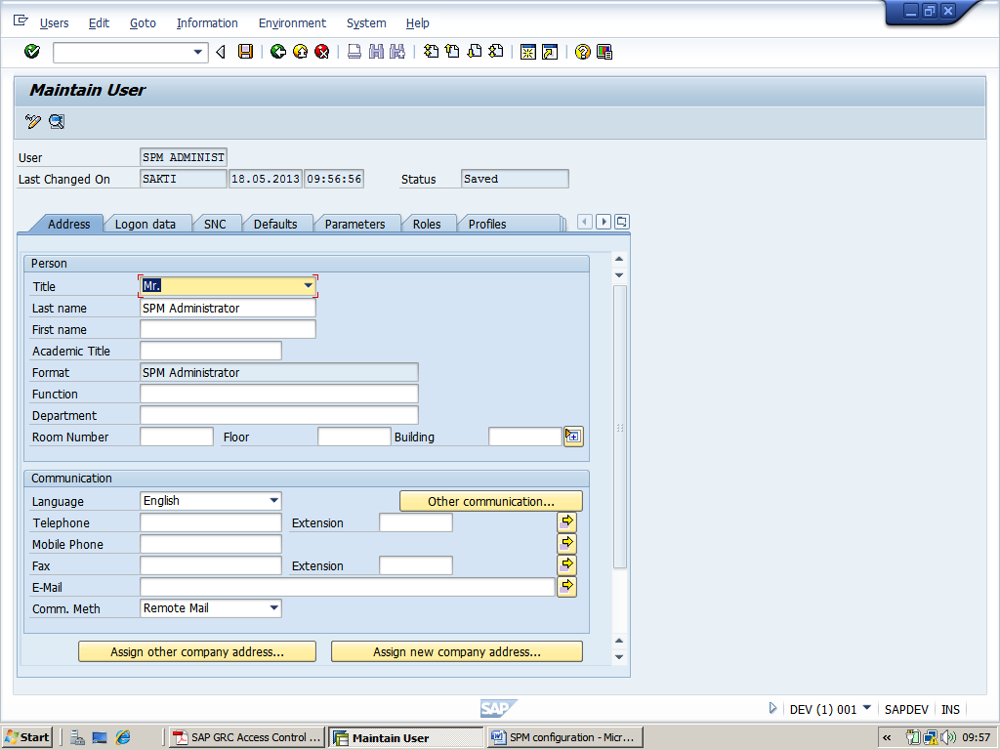 Users Edit Goto Information Environment System Help
Maintain User
User SPM ADMINIST
Last Changed On SAKTI 18.05.2013 09:56:56 Status Saved
Address Logon data SNC Defaults Parameters Roles Profiles
Person
Title Mr.
Last name SPM Administrator
First name
Academic Title
Format SPM Administrator
Function
Department
Room Number Floor Building
Communication
Language English Other communication...
Telephone Extension
Mobile Phone
Fax Extension
E-Mail
Comm. Meth Remote Mail
Assign other company address... Assign new company address...
SAP DEV (1) 001 SAPDEV INS
Start SAP GRC Access Control ... Maintain User SPM configuration - Micr... « 09:57